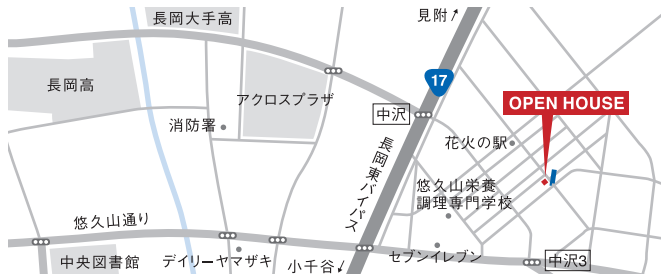 長岡大手高
見附
長岡高
アクロスプラザ
17
OPEN HOUSE
中沢
消防署
花火の駅
長岡東バイパス
悠久山栄養
調理専門学校
悠久山通り
中央図書館
デイリーヤマザキ
小千谷
セブンイレブン
中沢3